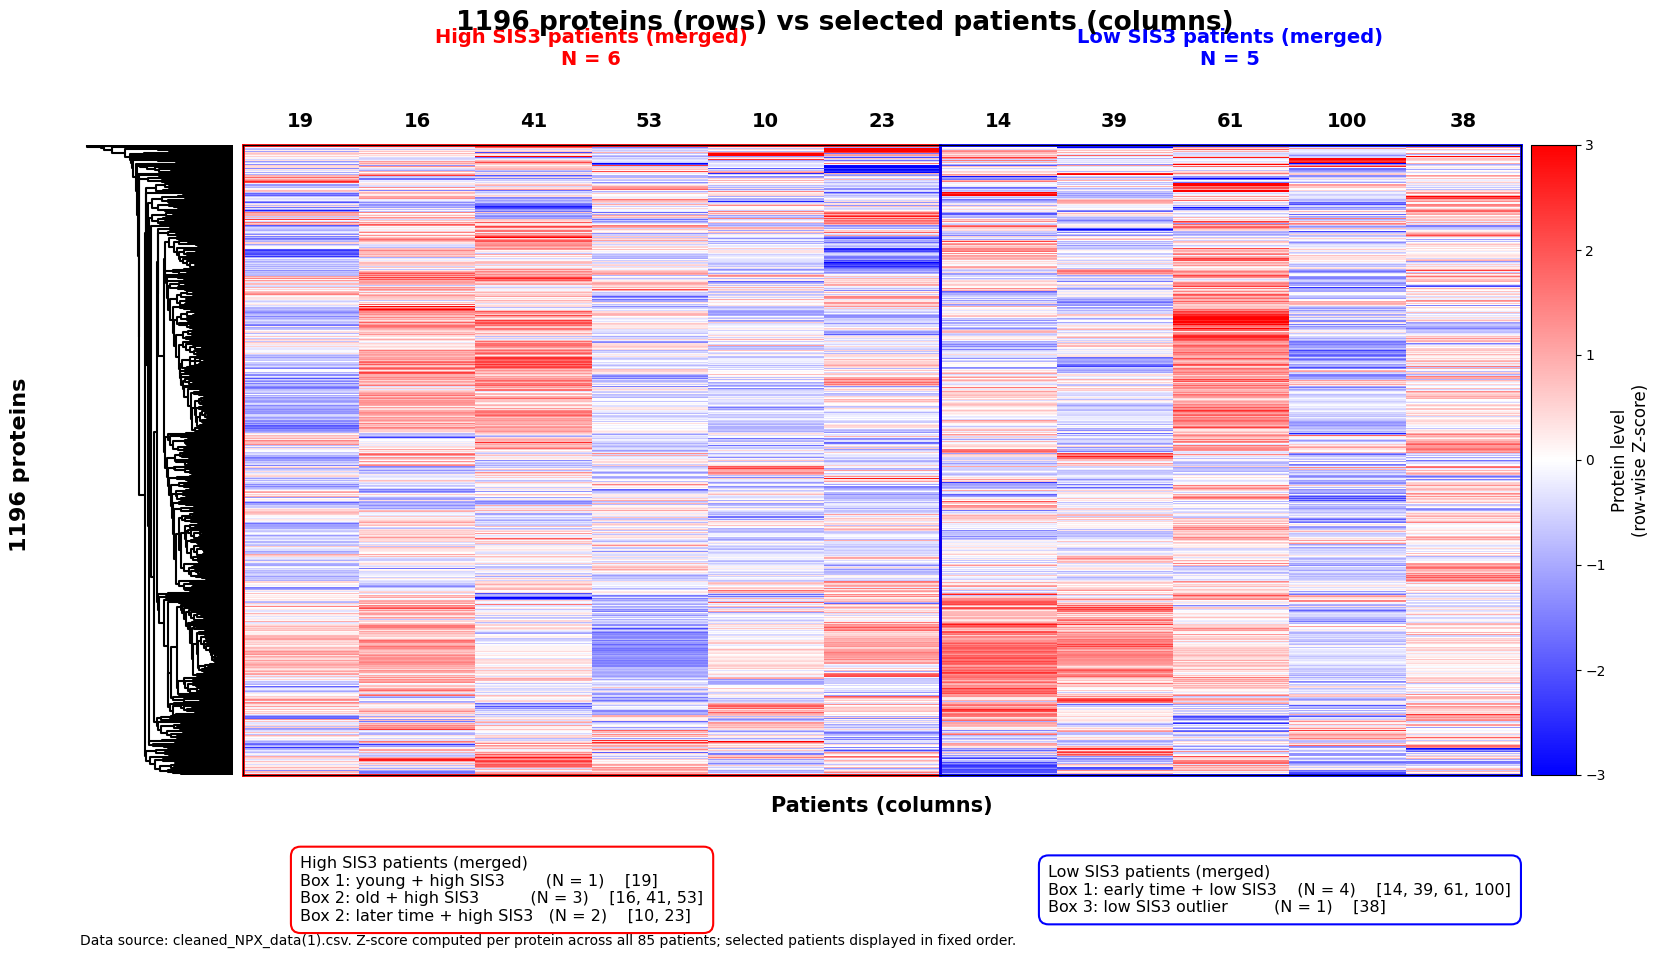 1196 proteins (rows) vs selected patients (columns)
High SIS3 patients (merged)
N = 6
Low SIS3 patients (merged)
N = 5
19 16 41 53 10 23 14 39 61 100 38
1196 proteins
3
2
1
0
−1
−2
−3
Protein level
(row-wise Z-score)
Patients (columns)
High SIS3 patients (merged)
Box 1: young + high SIS3 (N = 1) [19]
Box 2: old + high SIS3 (N = 3) [16, 41, 53]
Box 2: later time + high SIS3 (N = 2) [10, 23]
Low SIS3 patients (merged)
Box 1: early time + low SIS3 (N = 4) [14, 39, 61, 100]
Box 3: low SIS3 outlier (N = 1) [38]
Data source: cleaned_NPX_data(1).csv. Z-score computed per protein across all 85 patients; selected patients displayed in fixed order.